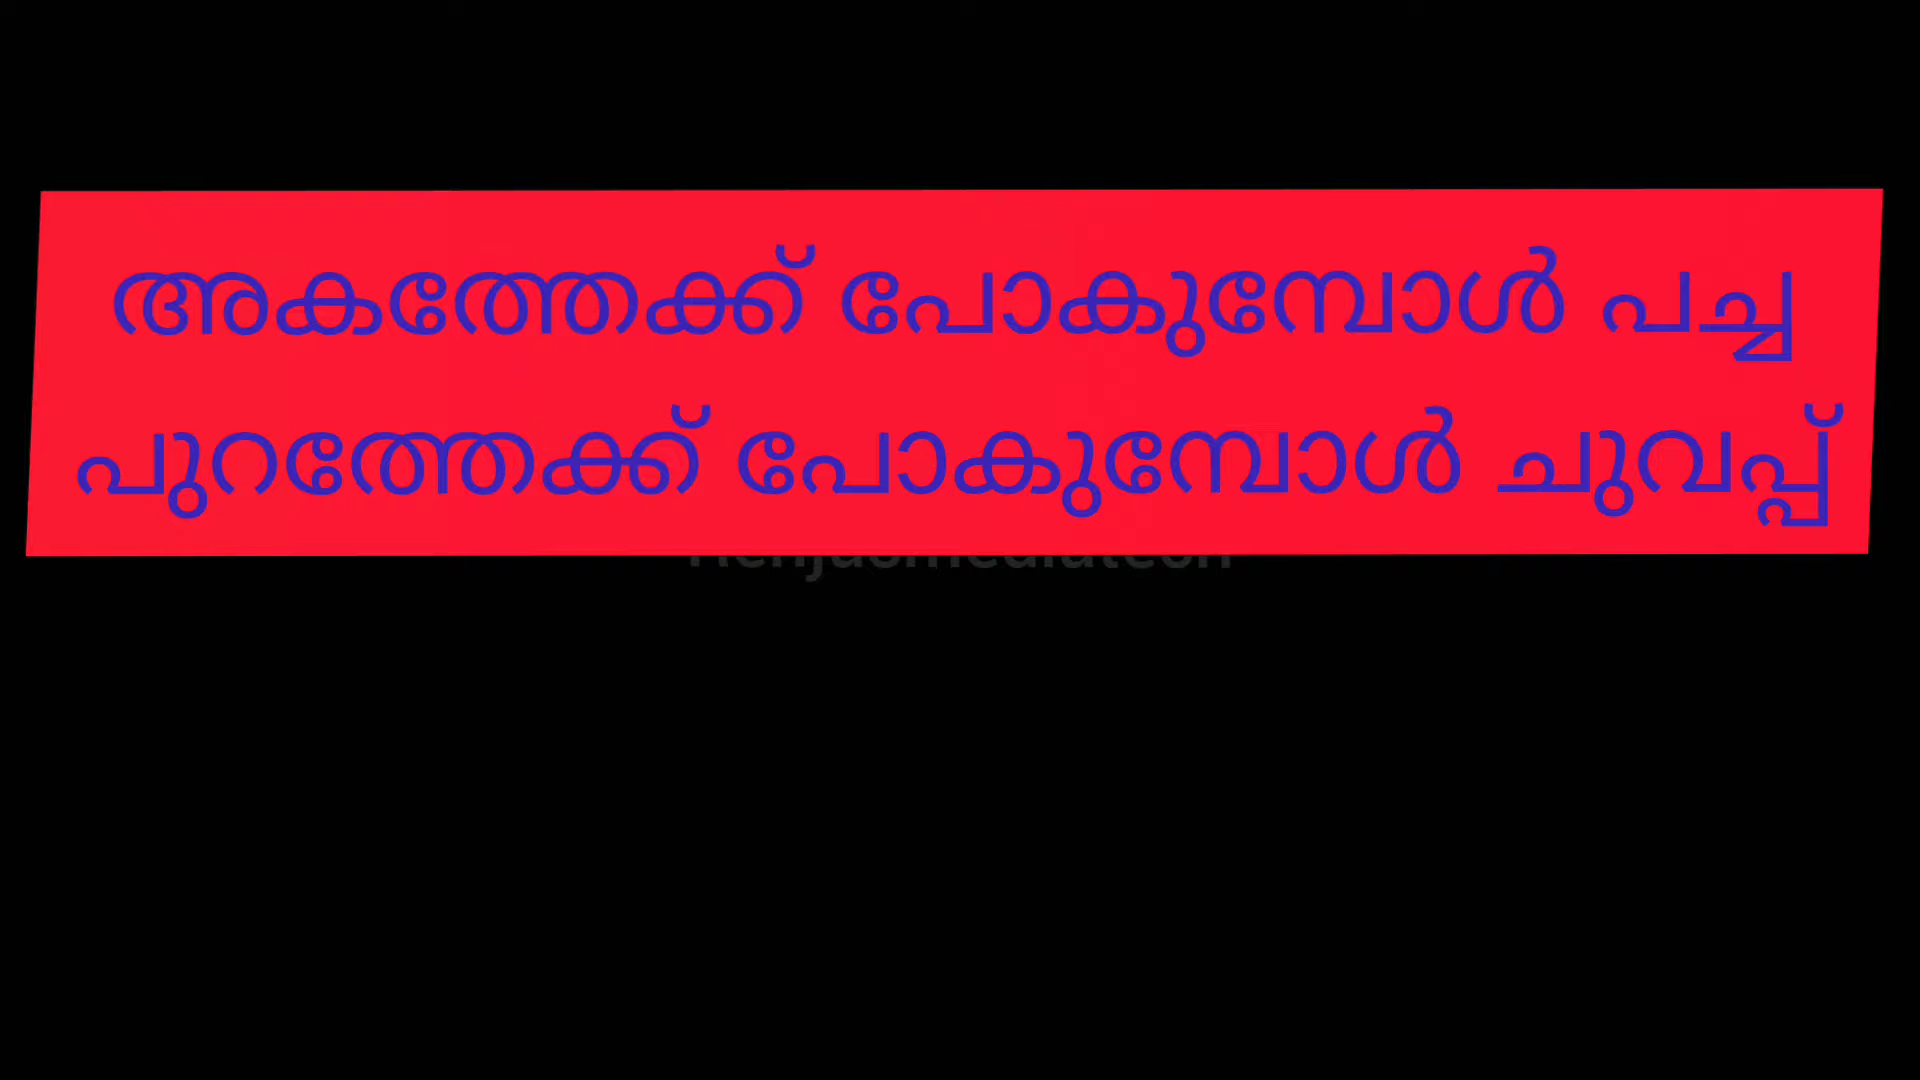 അകത്തേക്ക് പോകുമ്പോൾ പച്ച
പുറത്തേക്ക് പോകുമ്പോൾ ചുവപ്പ്